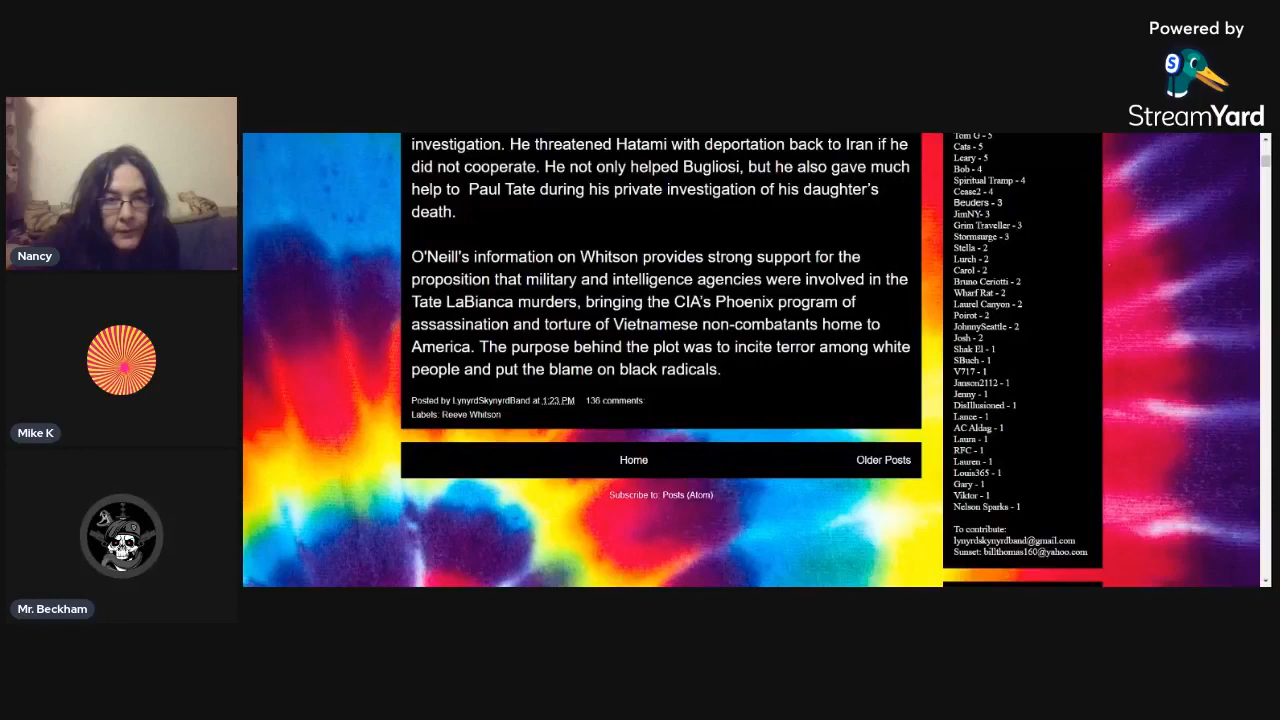 Powered by
StreamYard
Nancy
Mike K
Mr. Beckham
investigation. He threatened Hatami with deportation back to Iran if he
did not cooperate. He not only helped Bugliosi, but he also gave much
help to Paul Tate during his private investigation of his daughter's
death.
O'Neill's information on Whitson provides strong support for the
proposition that military and intelligence agencies were involved in the
Tate LaBianca murders, bringing the CIA's Phoenix program of
assassination and torture of Vietnamese non-combatants home to
America. The purpose behind the plot was to incite terror among white
people and put the blame on black radicals.
Posted by LynyrdSkynyrdBand at 1:23 PM 136 comments:
Labels: Reeve Whitson
Home Older Posts
Subscribe to: Posts (Atom)
Tom G - 5
Cats - 5
Leary - 5
Bob - 4
Spiritual Tramp - 4
Cease2 - 4
Beuders - 3
JimNY- 3
Grim Traveller - 3
Stormsurge - 3
Stella - 2
Lurch - 2
Carol - 2
Bruno Ceriotti - 2
Wharf Rat - 2
Laurel Canyon - 2
Poirot - 2
JohnnySeattle - 2
Josh - 2
Shak El - 1
SBuch - 1
V717 - 1
Janson2112 - 1
Jenny - 1
DisIllusioned - 1
Lance - 1
AC Aldag - 1
Laura - 1
RFC - 1
Lauren - 1
Louis365 - 1
Gary - 1
Viktor - 1
Nelson Sparks - 1
To contribute:
lynyrdskynyrdband@gmail.com
Sunset: billthomas160@yahoo.com